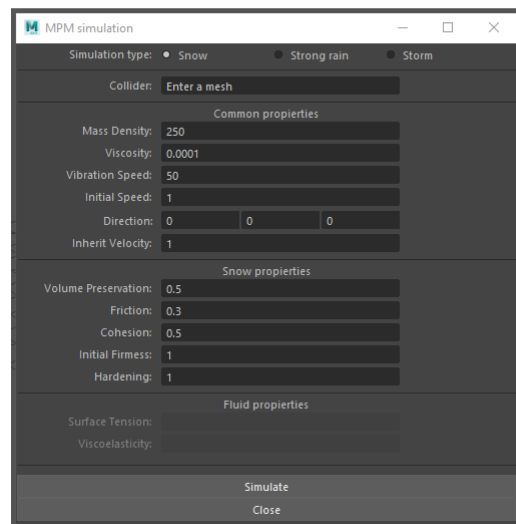 MPM simulation
Simulation type: Snow Strong rain Storm
Collider: Enter a mesh
Common propierties
Mass Density: 250
Viscosity: 0.0001
Vibration Speed: 50
Initial Speed: 1
Direction: 0 0 0
Inherit Velocity: 1
Snow propierties
Volume Preservation: 0.5
Friction: 0.3
Cohesion: 0.5
Initial Firmness: 1
Hardening: 1
Fluid propierties
Surface Tension:
Viscoelasticity:
Simulate
Close